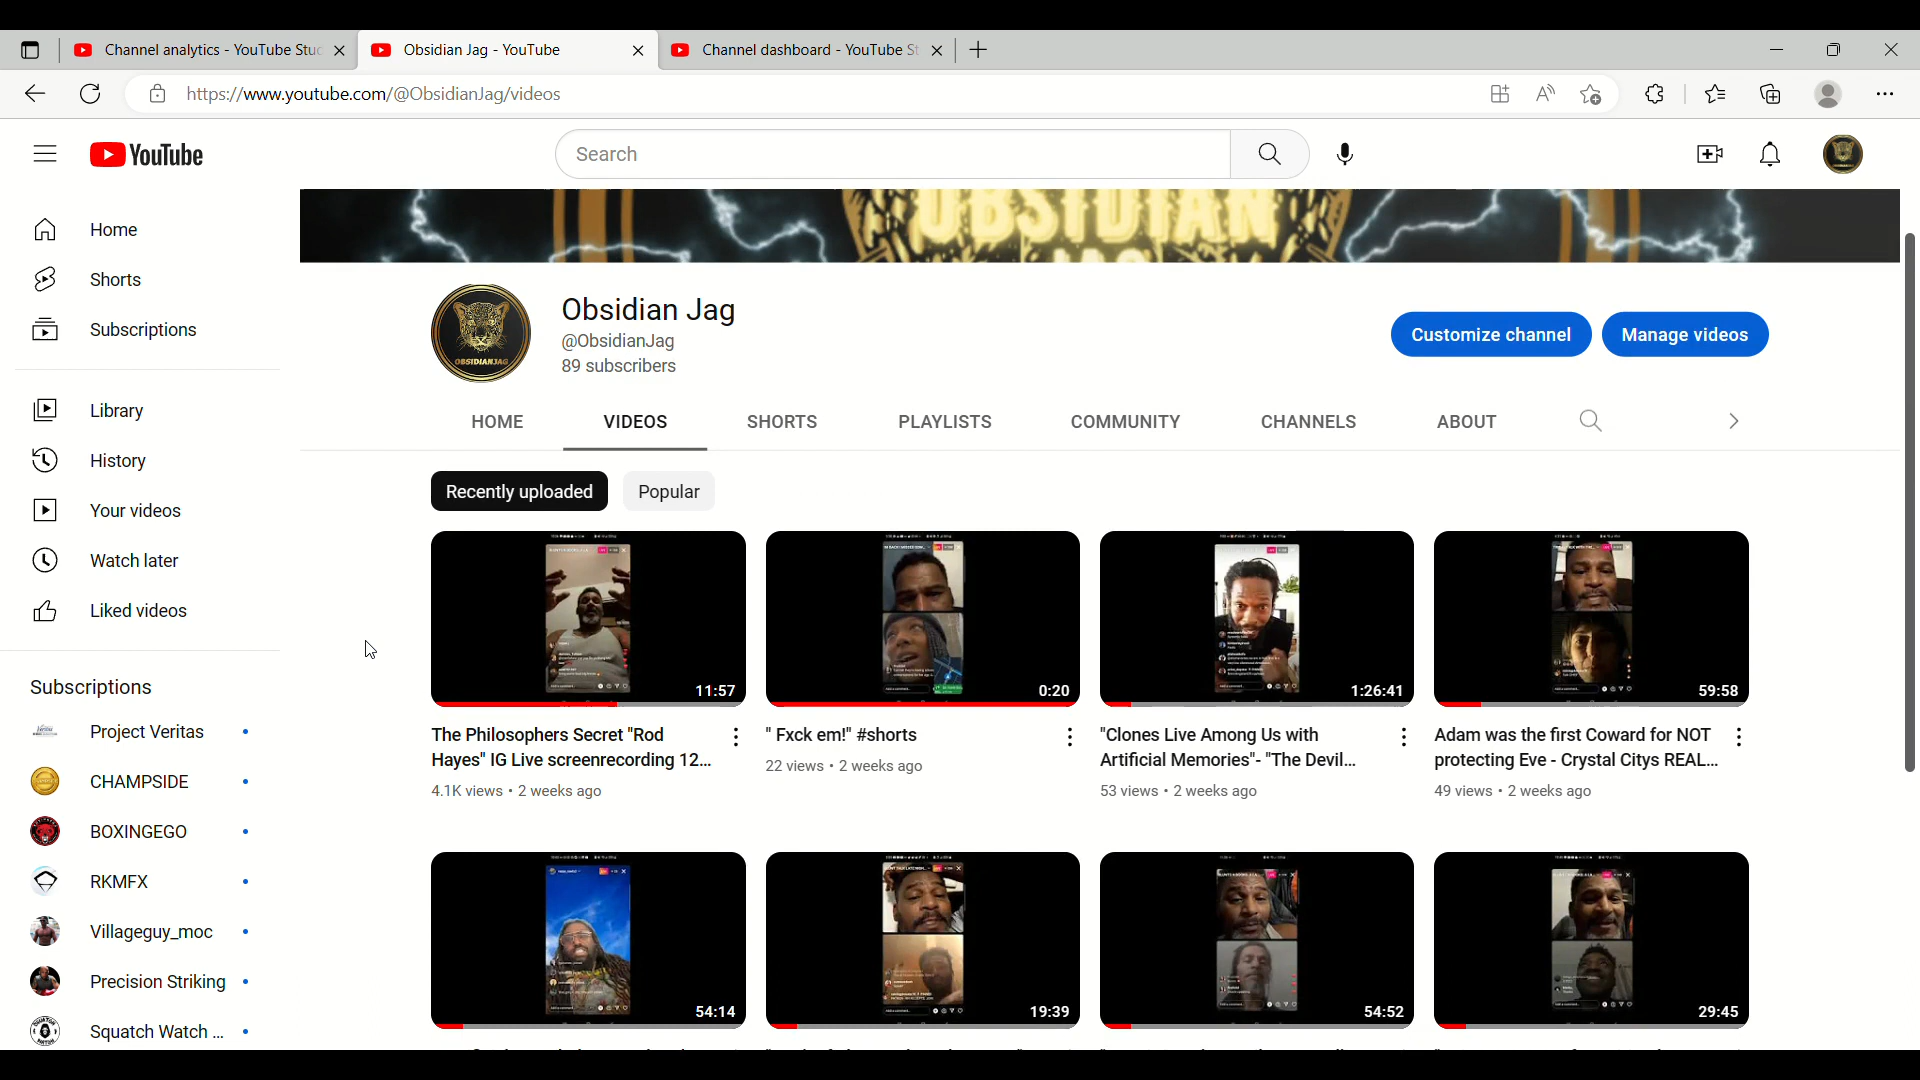 Channel analytics - YouTube Stud
Obsidian Jag - YouTube
Channel dashboard - YouTube St
https://www.youtube.com/@ObsidianJag/videos
YouTube
Search
Home
Shorts
Subscriptions
Library
History
Your videos
Watch later
Liked videos
Subscriptions
Project Veritas
CHAMPSIDE
BOXINGEGO
RKMFX
Villageguy_moc
Precision Striking
Squatch Watch ...
OBSIDIAN
JAG
OBSIDIANJAG
Obsidian Jag
@ObsidianJag
89 subscribers
Customize channel
Manage videos
HOME
VIDEOS
SHORTS
PLAYLISTS
COMMUNITY
CHANNELS
ABOUT
Recently uploaded
Popular
11:57
The Philosophers Secret "Rod
Hayes" IG Live screenrecording 12...
4.1K views • 2 weeks ago
0:20
" Fxck em!" #shorts
22 views • 2 weeks ago
1:26:41
"Clones Live Among Us with
Artificial Memories"- "The Devil...
53 views • 2 weeks ago
59:58
Adam was the first Coward for NOT
protecting Eve - Crystal Citys REAL...
49 views • 2 weeks ago
54:14
19:39
54:52
29:45